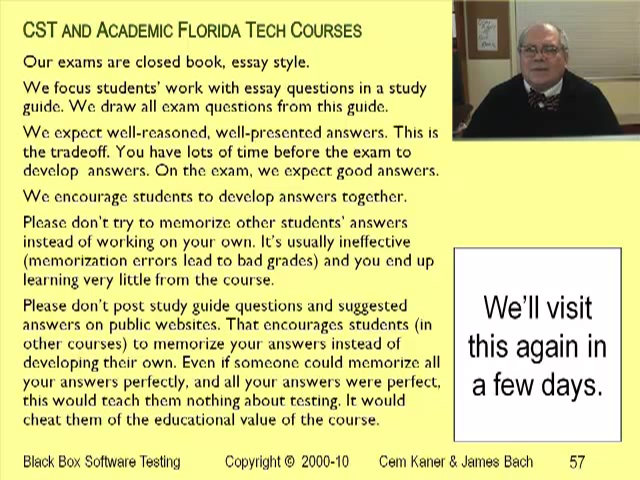 CST AND ACADEMIC FLORIDA TECH COURSES
Our exams are closed book, essay style.
We focus students' work with essay questions in a study
guide. We draw all exam questions from this guide.
We expect well-reasoned, well-presented answers. This is
the tradeoff. You have lots of time before the exam to
develop answers. On the exam, we expect good answers.
We encourage students to develop answers together.
Please don't try to memorize other students' answers
instead of working on your own. It's usually ineffective
(memorization errors lead to bad grades) and you end up
learning very little from the course.
Please don't post study guide questions and suggested
answers on public websites. That encourages students (in
other courses) to memorize your answers instead of
developing their own. Even if someone could memorize all
your answers perfectly, and all your answers were perfect,
this would teach them nothing about testing. It would
cheat them of the educational value of the course.
We'll visit
this again in
a few days.
Black Box Software Testing Copyright © 2000-10 Cem Kaner & James Bach 57